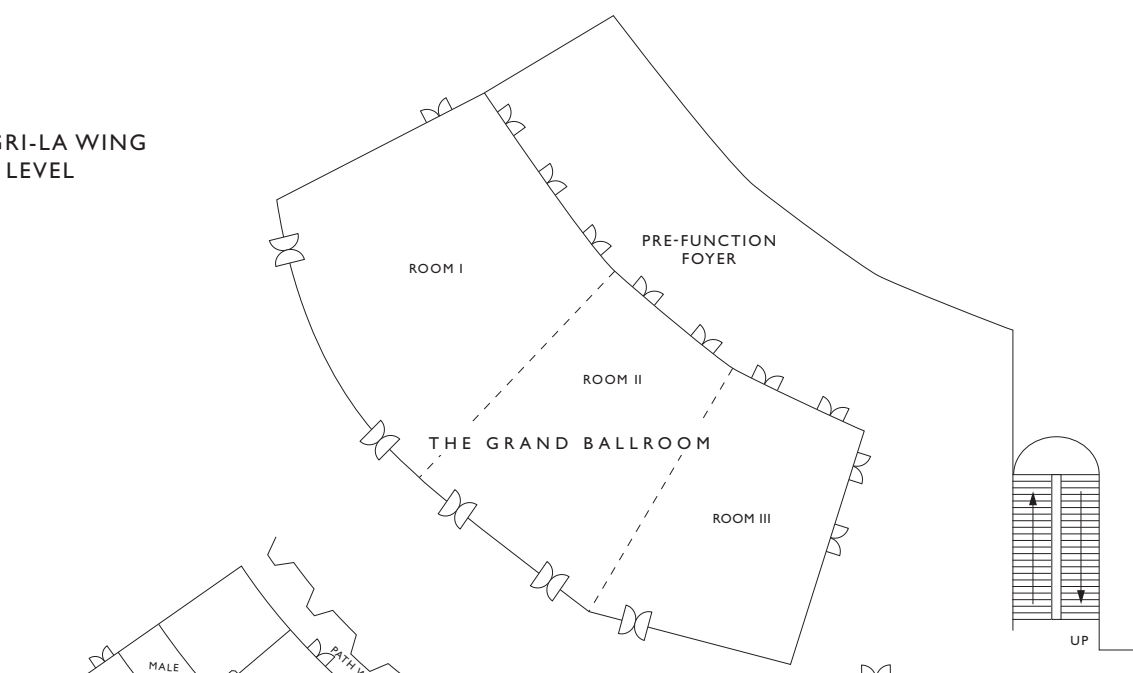 GRI-LA WING
LEVEL
PRE-FUNCTION
FOYER
ROOM I
ROOM II
THE GRAND BALLROOM
ROOM III
UP
MALE
PATH